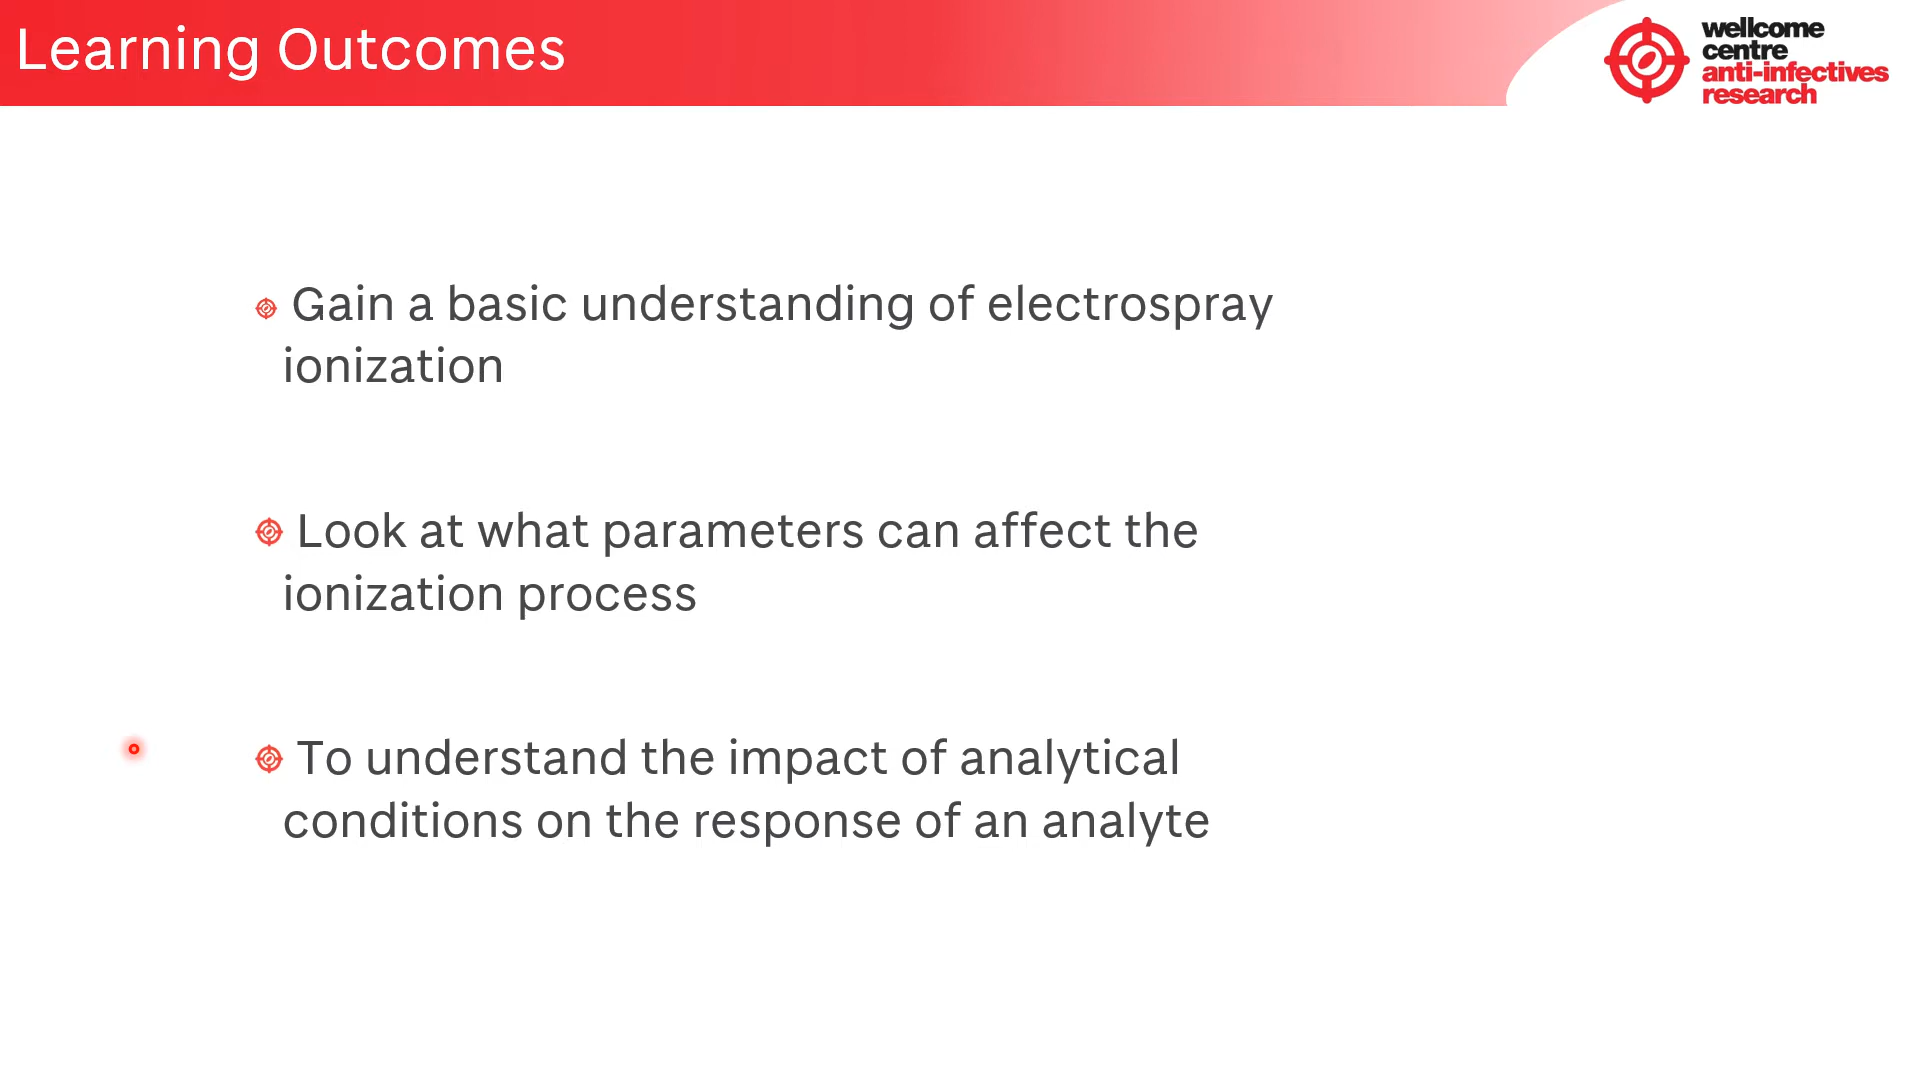 Learning Outcomes
wellcome
centre
anti-infectives
research
Gain a basic understanding of electrospray
ionization
Look at what parameters can affect the
ionization process
To understand the impact of analytical
conditions on the response of an analyte